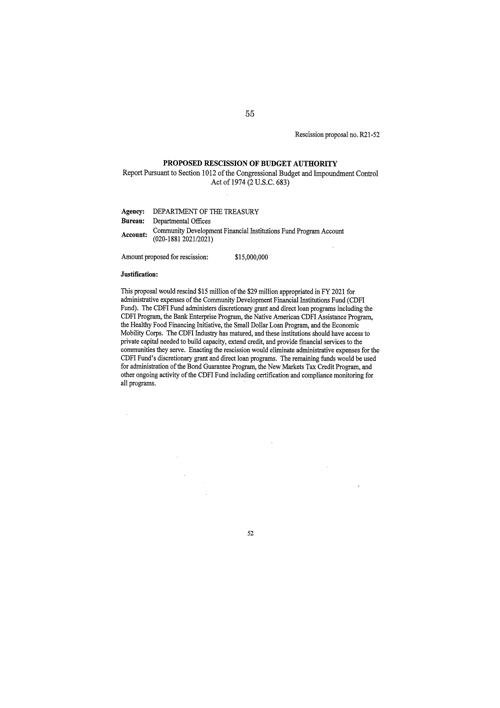 55
Rescission proposal no. R21-52
PROPOSED RESCISSION OF BUDGET AUTHORITY
Report Pursuant to Section 1012 of the Congressional Budget and Impoundment Control
Act of 1974 (2 U.S.C. 683)
Agency: DEPARTMENT OF THE TREASURY
Bureau: Departmental Offices
Account: Community Development Financial Institutions Fund Program Account
(020-1881 2021/2021)
Amount proposed for rescission: $15,000,000
Justification:
This proposal would rescind $15 million of the $29 million appropriated in FY 2021 for
administrative expenses of the Community Development Financial Institutions Fund (CDFI
Fund). The CDFI Fund administers discretionary grant and direct loan programs including the
CDFI Program, the Bank Enterprise Program, the Native American CDFI Assistance Program,
the Healthy Food Financing Initiative, the Small Dollar Loan Program, and the Economic
Mobility Corps. The CDFI Industry has matured, and these institutions should have access to
private capital needed to build capacity, extend credit, and provide financial services to the
communities they serve. Enacting the rescission would eliminate administrative expenses for the
CDFI Fund's discretionary grant and direct loan programs. The remaining funds would be used
for administration of the Bond Guarantee Program, the New Markets Tax Credit Program, and
other ongoing activity of the CDFI Fund including certification and compliance monitoring for
all programs.
52